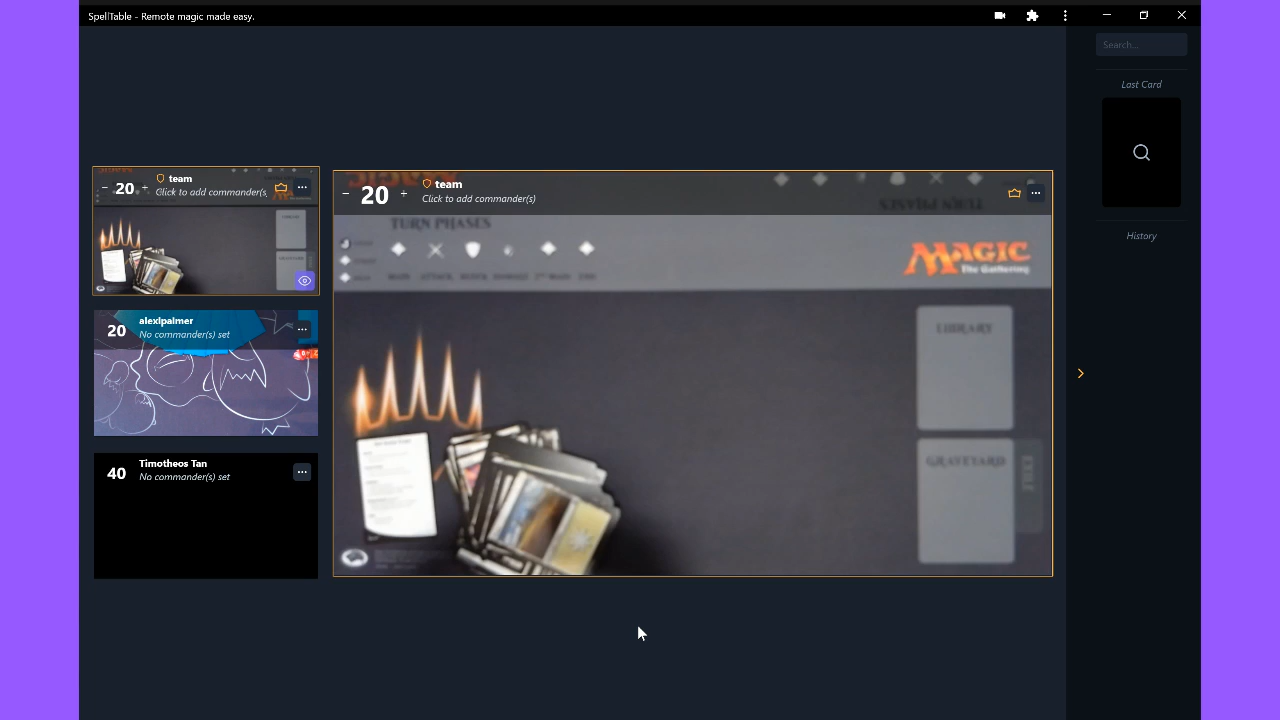 SpellTable - Remote magic made easy.
Search...
Last Card
History
20
team
Click to add commander(s)
20
alexlpalmer
No commander(s) set
40
Timotheos Tan
No commander(s) set
20
team
Click to add commander(s)
TURN PHASES
TURN PHASES
MAGIC
The Gathering
LIBRARY
GRAVEYARD
EXILE